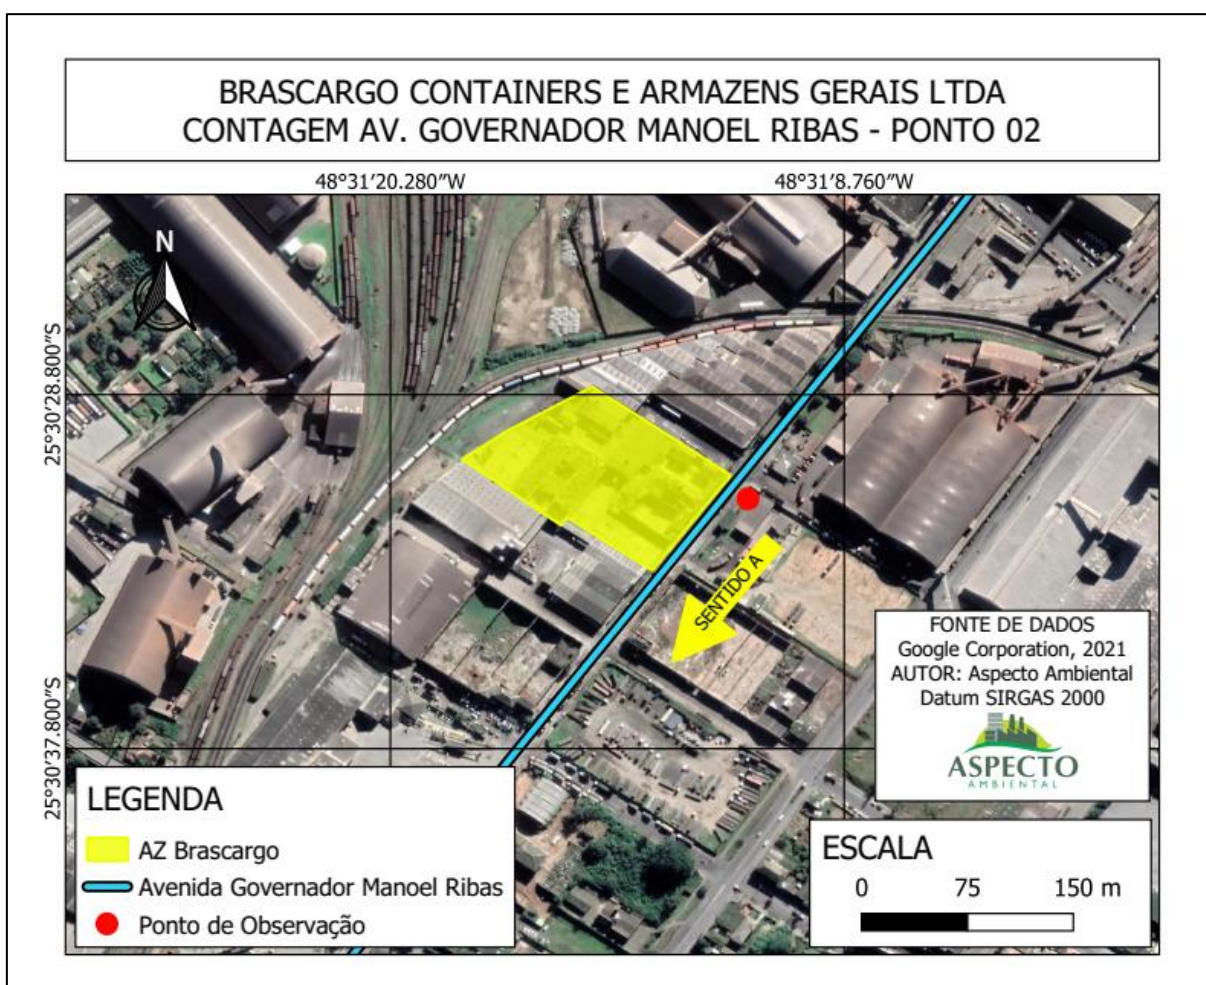 BRASCARGO CONTAINERS E ARMAZENS GERAIS LTDA
CONTAGEM AV. GOVERNADOR MANOEL RIBAS - PONTO 02
48°31'20.280"W
48°31'8.760"W
N
25°30'28.800"S
25°30'37.800"S
SENTIDO A
FONTE DE DADOS
Google Corporation, 2021
AUTOR: Aspecto Ambiental
Datum SIRGAS 2000
ASPECTO
AMBIENTAL
LEGENDA
AZ Brascargo
Avenida Governador Manoel Ribas
Ponto de Observação
ESCALA
0 75 150 m